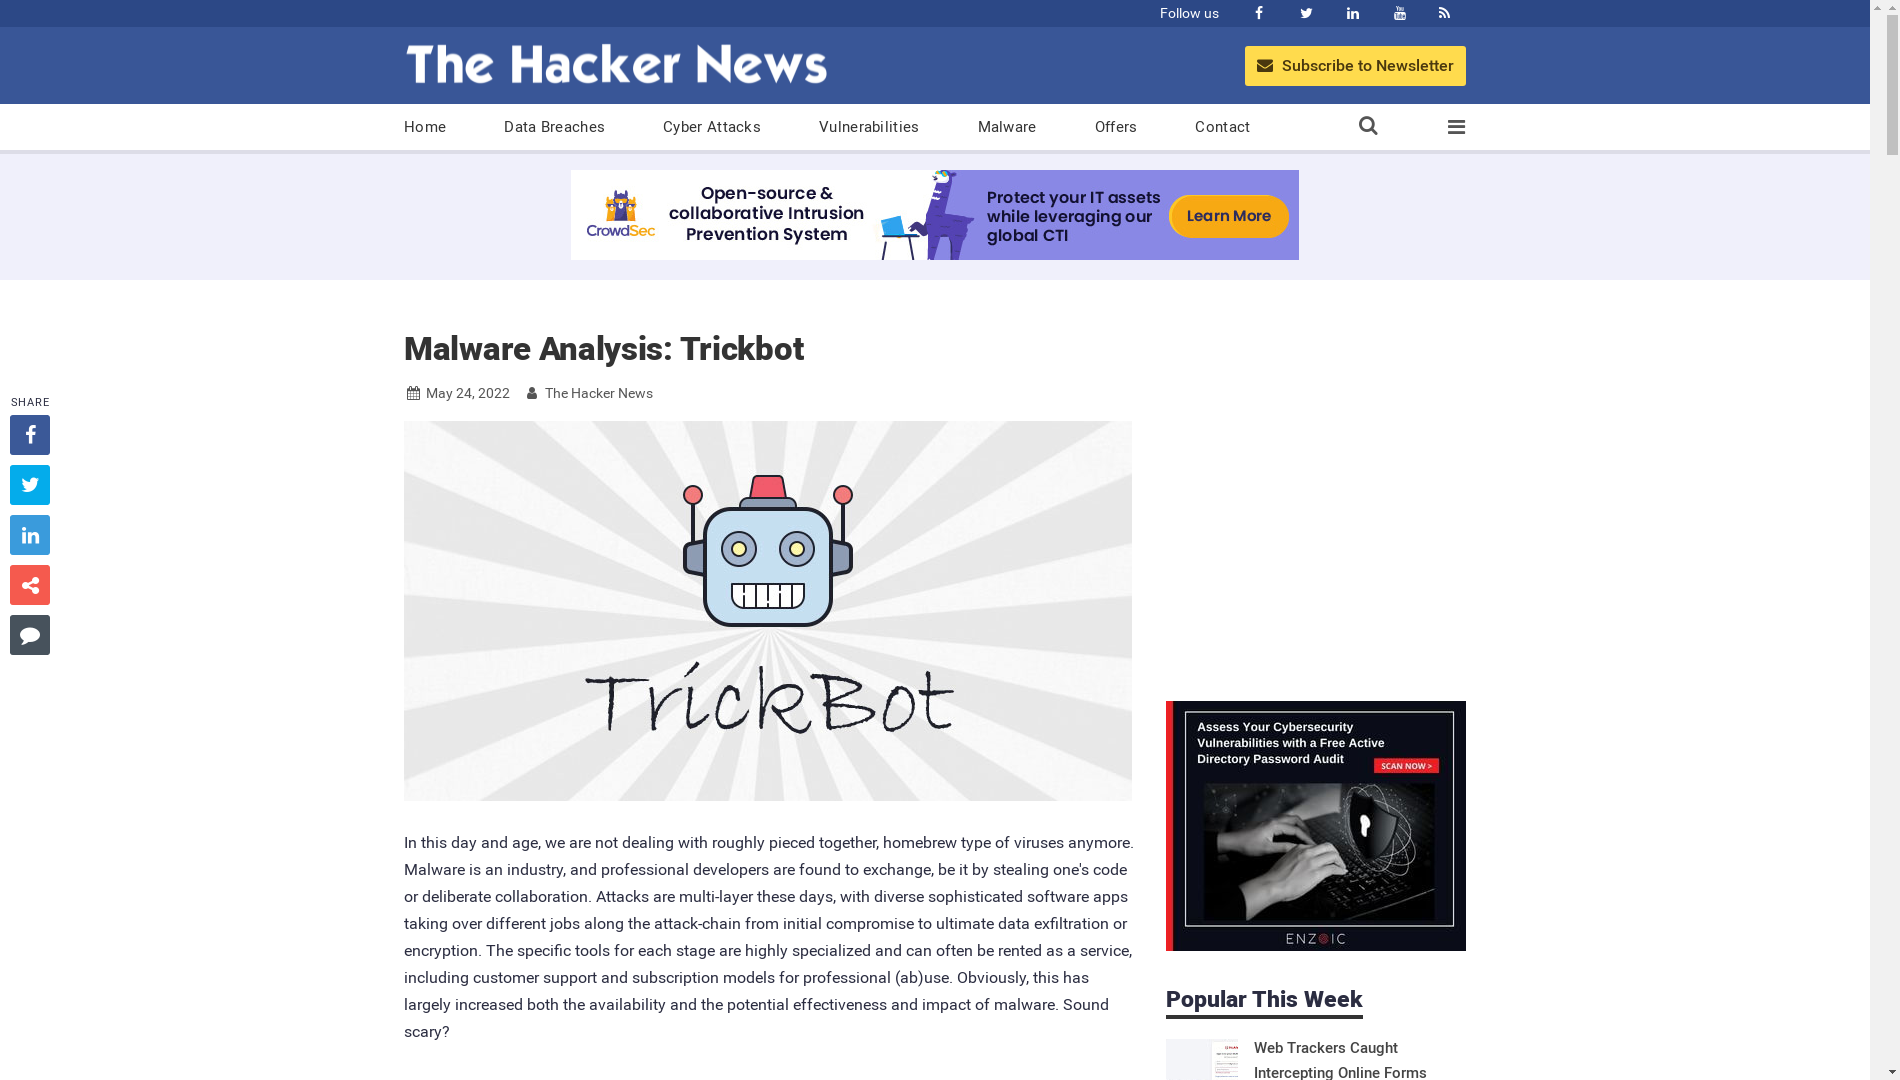 Follow us
The Hacker News
Subscribe to Newsletter
Home
Data Breaches
Cyber Attacks
Vulnerabilities
Malware
Offers
Contact
CrowdSec
Open-source &
collaborative Intrusion
Prevention System
Protect your IT assets
while leveraging our
global CTI
Learn More
Malware Analysis: Trickbot
May 24, 2022
The Hacker News
SHARE
TrickBot
In this day and age, we are not dealing with roughly pieced together, homebrew type of viruses anymore.
Malware is an industry, and professional developers are found to exchange, be it by stealing one's code
or deliberate collaboration. Attacks are multi-layer these days, with diverse sophisticated software apps
taking over different jobs along the attack-chain from initial compromise to ultimate data exfiltration or
encryption. The specific tools for each stage are highly specialized and can often be rented as a service,
including customer support and subscription models for professional (ab)use. Obviously, this has
largely increased both the availability and the potential effectiveness and impact of malware. Sound
scary?
Assess Your Cybersecurity
Vulnerabilities with a Free Active
Directory Password Audit
SCAN NOW >
ENZOIC
Popular This Week
Web Trackers Caught
Intercepting Online Forms